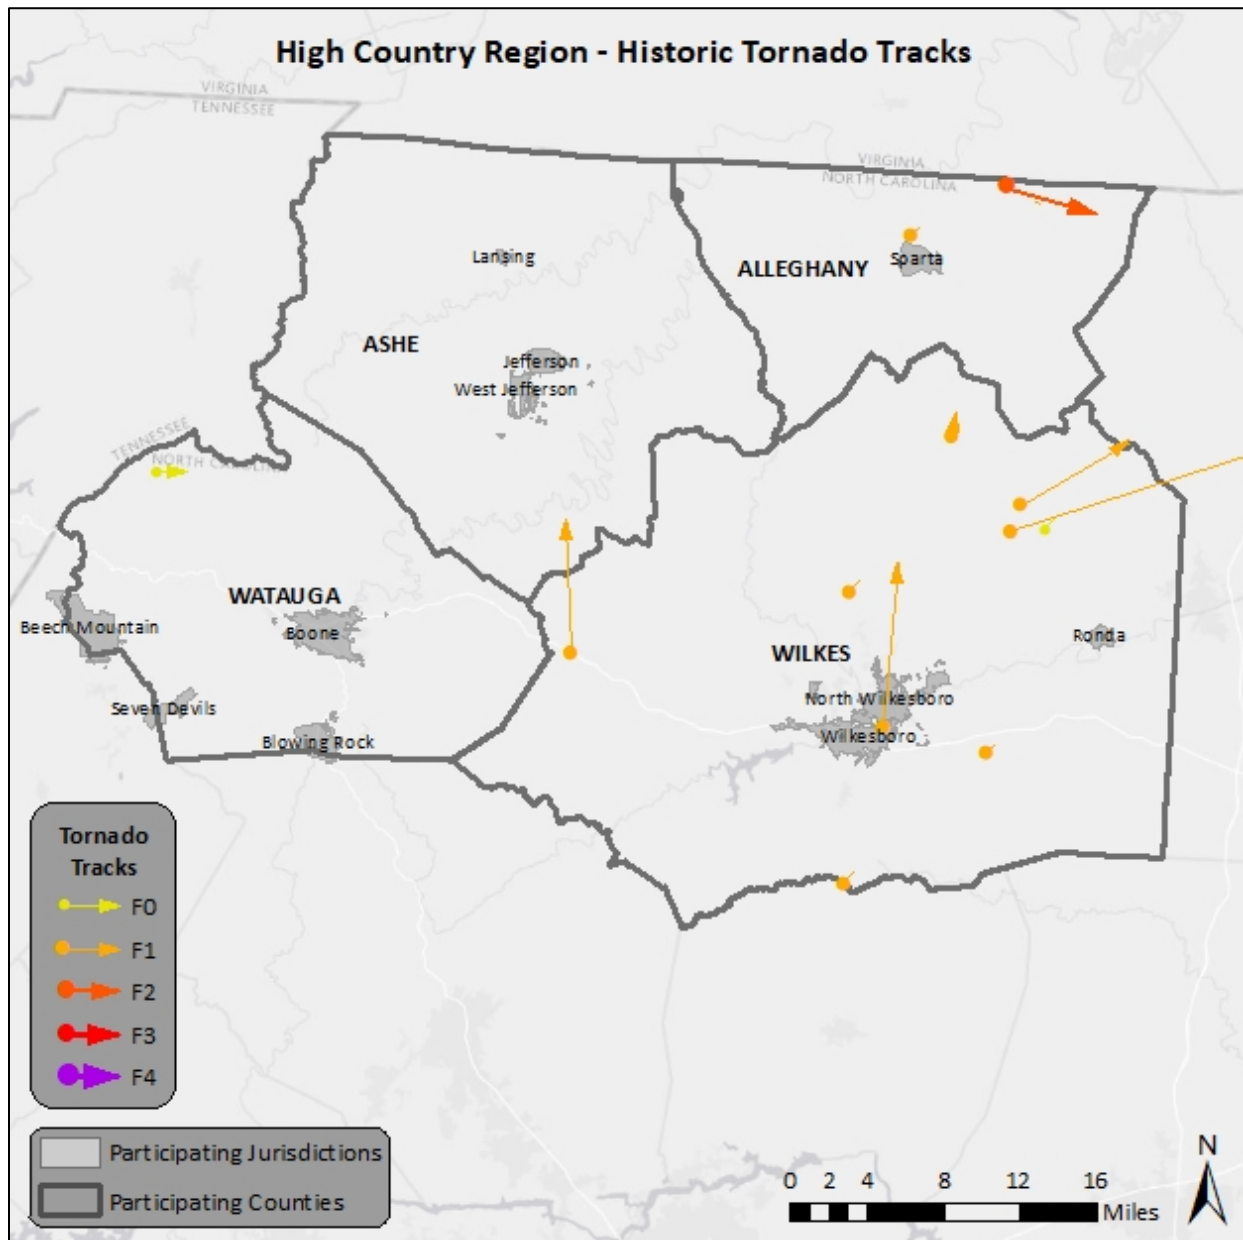 High Country Region - Historic Tornado Tracks
VIRGINIA
TENNESSEE
VIRGINIA
NORTH CAROLINA
Lansing
ALLEGHANY
Sparta
ASHE
Jefferson
West Jefferson
TENNESSEE
NORTH CAROLINA
WATAUGA
Beech Mountain
Boone
Ronda
WILKES
Seven Devils
North Wilkesboro
Blowing Rock
Wilkesboro
Tornado
Tracks
F0
F1
F2
F3
F4
Participating Jurisdictions
Participating Counties
0 2 4 8 12 16
Miles
N